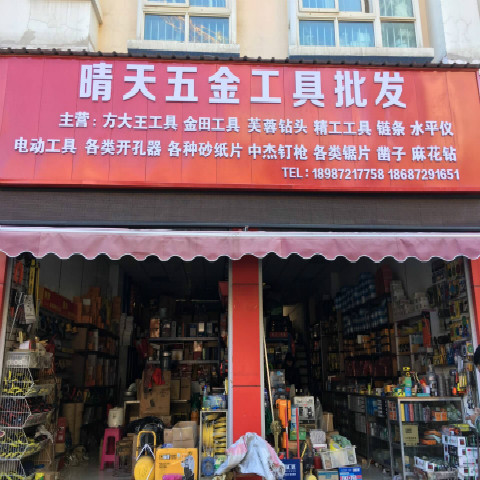 晴天五金工具批发
主营：方大王工具 金田工具 芙蓉钻头 精工工具 链条 水平仪
电动工具 各类开孔器 各种砂纸片 中杰钉枪 各类锯片 凿子 麻花钻
TEL: 18987217758 18687291651